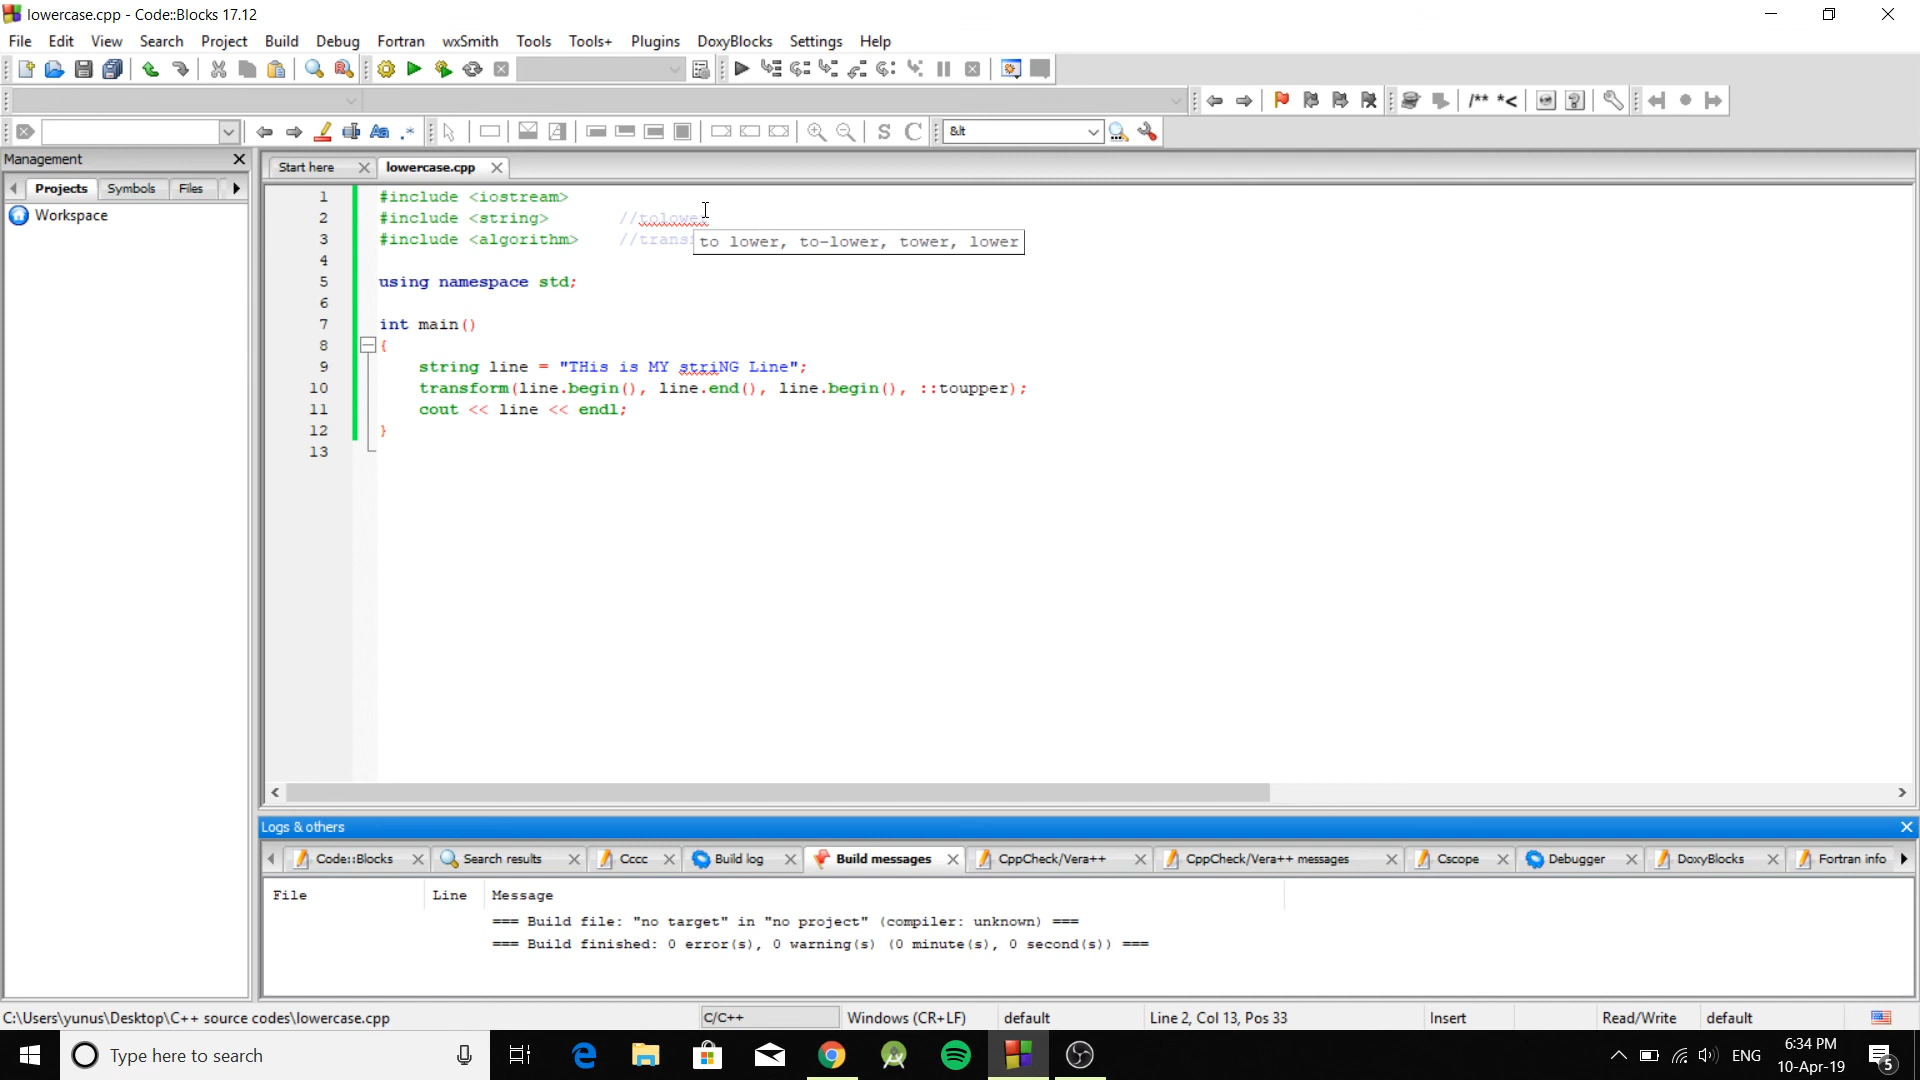 lowercase.cpp - Code::Blocks 17.12
File Edit View Search Project Build Debug Fortran wxSmith Tools Tools+ Plugins DoxyBlocks Settings Help
/** *<
Aa .* S C &lt
Management
Start here lowercase.cpp
Projects Symbols Files
Workspace
1 #include <iostream>
2 #include <string> //tolower
3 #include <algorithm> //transf
to lower, to-lower, tower, lower
4
5 using namespace std;
6
7 int main()
8 {
9 string line = "THis is MY striNG Line";
10 transform(line.begin(), line.end(), line.begin(), ::toupper);
11 cout << line << endl;
12 }
13
Logs & others
Code::Blocks Search results Cccc Build log Build messages CppCheck/Vera++ CppCheck/Vera++ messages Cscope Debugger DoxyBlocks Fortran info
File Line Message
=== Build file: "no target" in "no project" (compiler: unknown) ===
=== Build finished: 0 error(s), 0 warning(s) (0 minute(s), 0 second(s)) ===
C:\Users\yunus\Desktop\C++ source codes\lowercase.cpp C/C++ Windows (CR+LF) default Line 2, Col 13, Pos 33 Insert Read/Write default
Type here to search
ENG
6:34 PM
10-Apr-19
5